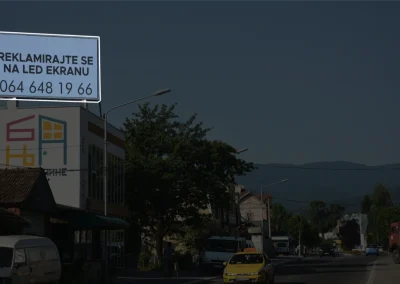 REKLAMIRAJTE SE
NA LED EKRANU
064 648 19 66